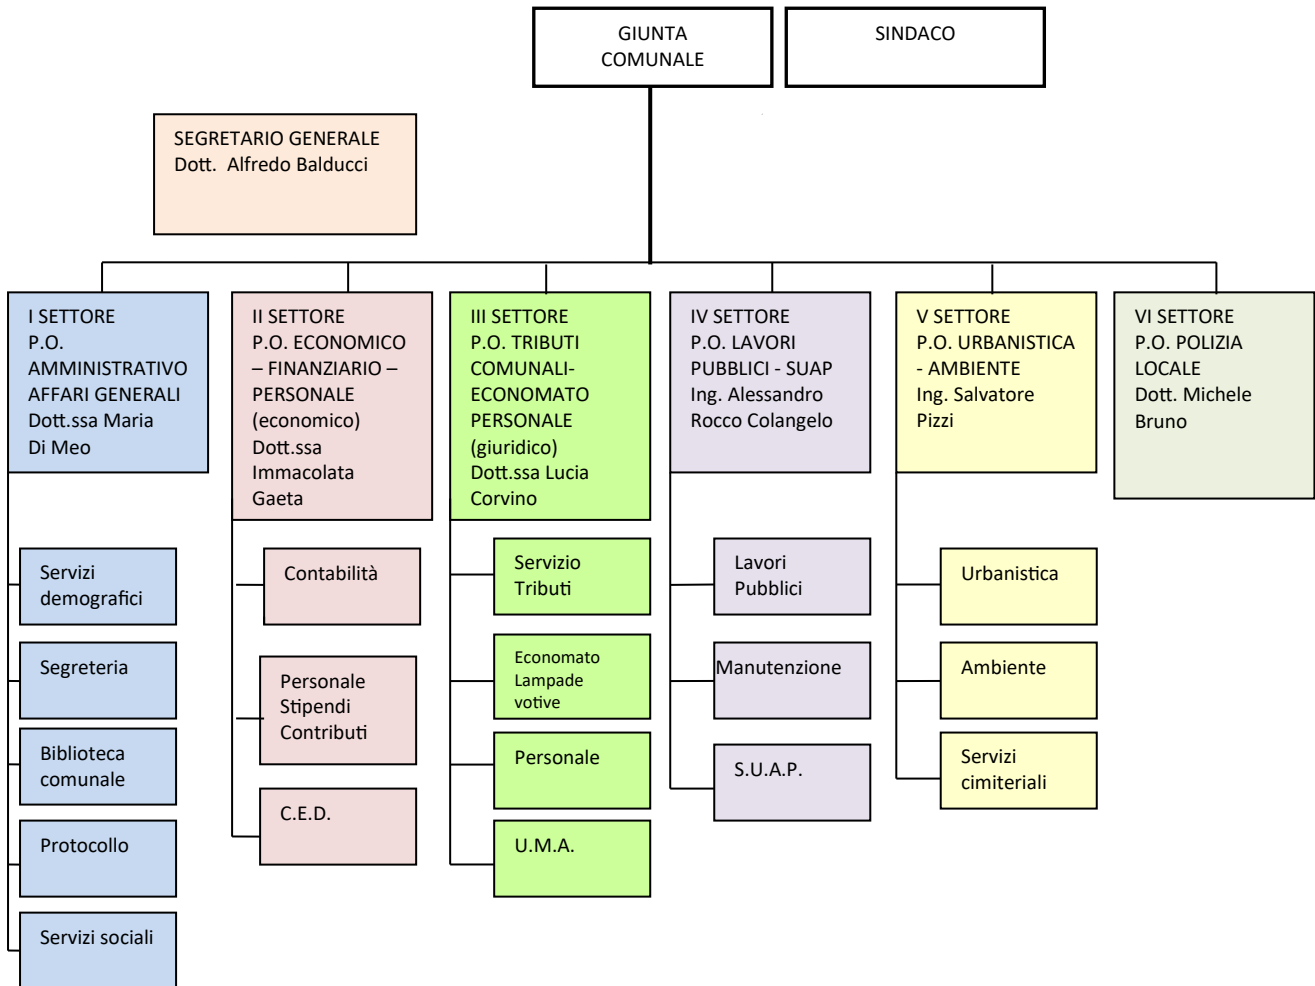 GIUNTA
COMUNALE
SINDACO
SEGRETARIO GENERALE
Dott.  Alfredo Balducci
I SETTORE
P.O.
AMMINISTRATIVO
AFFARI GENERALI
Dott.ssa Maria
Di Meo
II SETTORE
P.O. ECONOMICO
– FINANZIARIO –
PERSONALE
(economico)
Dott.ssa
Immacolata
Gaeta
III SETTORE
P.O. TRIBUTI
COMUNALI-
ECONOMATO
PERSONALE
(giuridico)
Dott.ssa Lucia
Corvino
IV SETTORE
P.O. LAVORI
PUBBLICI - SUAP
Ing. Alessandro
Rocco Colangelo
V SETTORE
P.O. URBANISTICA
- AMBIENTE
Ing. Salvatore
Pizzi
VI SETTORE
P.O. POLIZIA
LOCALE
Dott. Michele
Bruno
Servizi
demografici
Segreteria
Biblioteca
comunale
Protocollo
Servizi sociali
Contabilità
Personale
Stipendi
Contributi
C.E.D.
Servizio
Tributi
Economato
Lampade
votive
Personale
U.M.A.
Lavori
Pubblici
Manutenzione
S.U.A.P.
Urbanistica
Ambiente
Servizi
cimiteriali